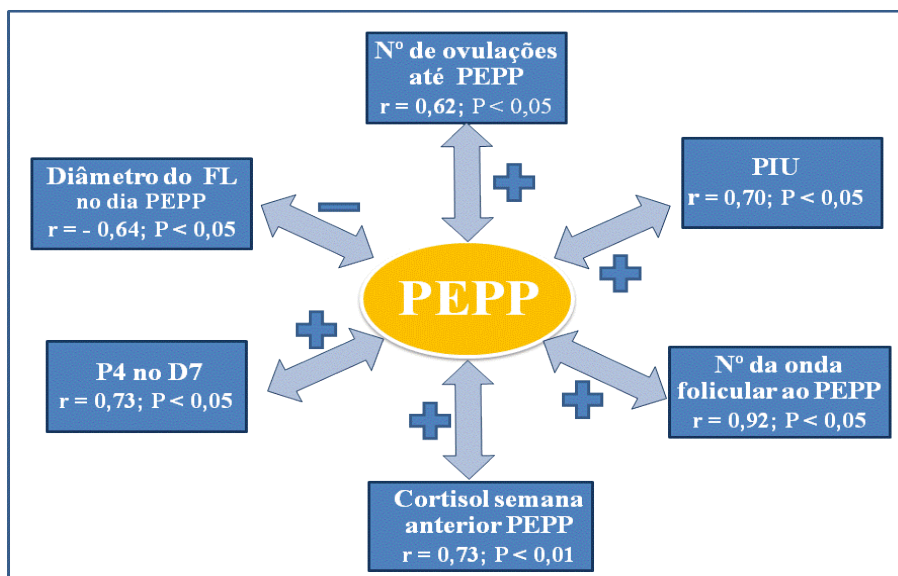 Nº de ovulações
até PEPP
r = 0,62; P < 0,05
Diâmetro do FL
no dia PEPP
r = - 0,64; P < 0,05
PIU
r = 0,70; P < 0,05
PEPP
P4 no D7
r = 0,73; P < 0,05
Nº da onda
folicular ao PEPP
r = 0,92; P < 0,05
Cortisol semana
anterior PEPP
r = 0,73; P < 0,01